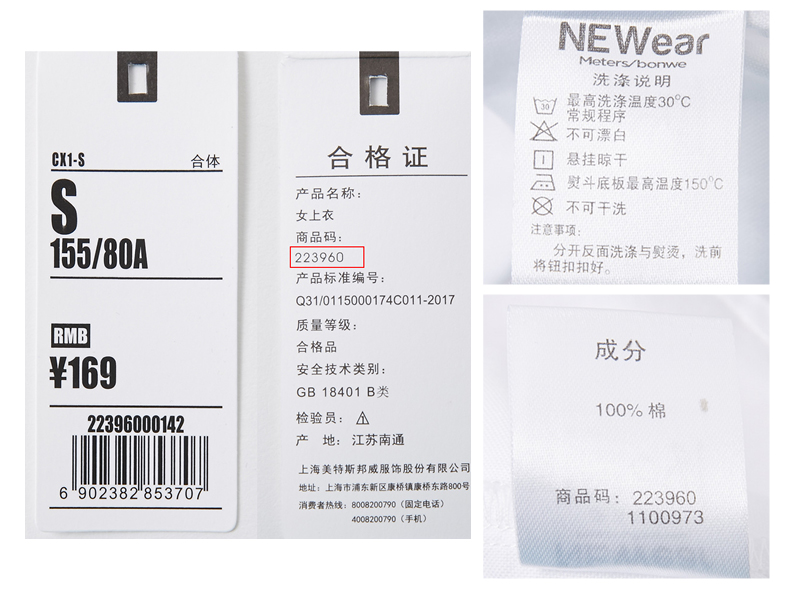 CX1-S 合体
S
155/80A
RMB
¥169
22396000142
6 902382 853707
合格证
产品名称：
女上衣
商品码：
223960
产品标准编号：
Q31/0115000174C011-2017
质量等级：
合格品
安全技术类别：
GB 18401 B类
检验员：
产 地：江苏南通
上海美特斯邦威服饰股份有限公司
地址：上海市浦东新区康桥镇康桥东路800号
消费者热线：8008200790（固定电话）
4008200790（手机）
NEWear
Meters/bonwe
洗涤说明
30
最高洗涤温度30°C
常规程序
不可漂白
悬挂晾干
熨斗底板最高温度150°C
不可干洗
注意事项：
分开反面洗涤与熨烫，洗前
将钮扣扣好。
成分
100% 棉
商品码：223960
1100973